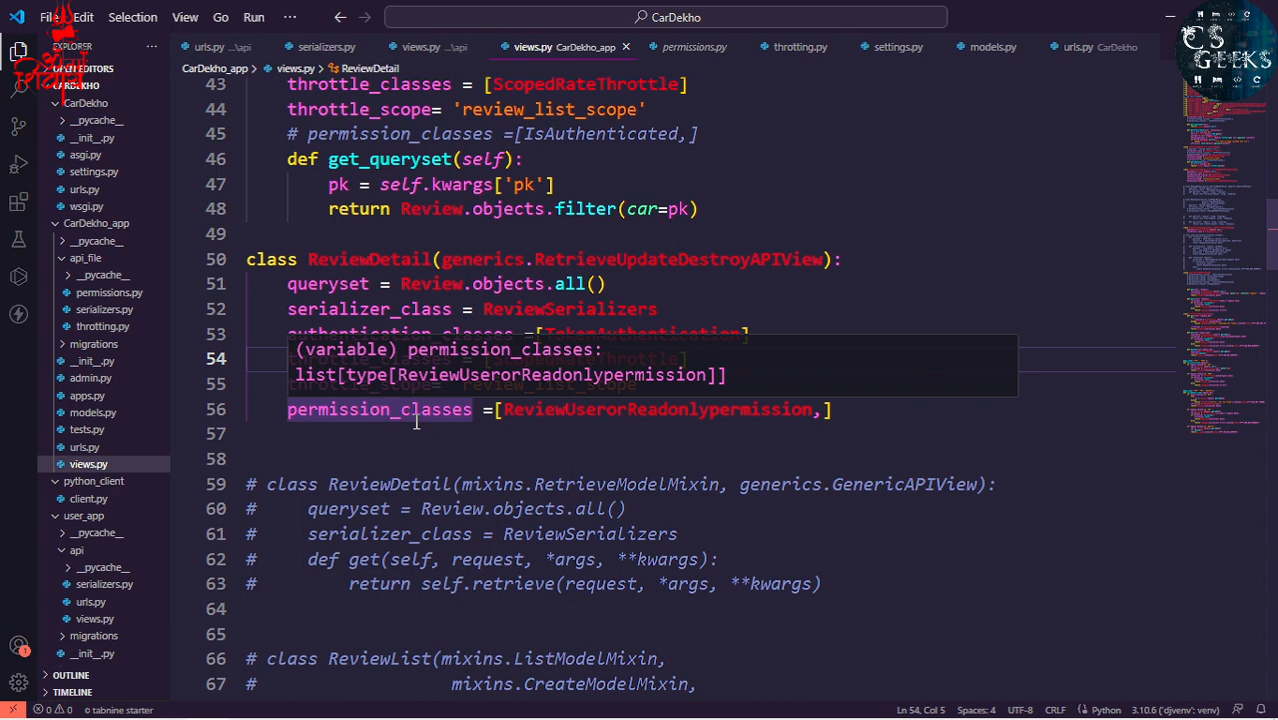 File Edit Selection View Go Run ··· CarDekho
EXPLORER ···
OPEN EDITORS
CARDEKHO
CarDekho
__pycache__
__init__.py
asgi.py
settings.py
urls.py
wsgi.py
CarDekho_app
__pycache__
api_file
__pycache__
permissions.py
serializers.py
throtting.py
migrations
__init__.py
admin.py
apps.py
models.py
tests.py
urls.py
views.py
python_client
client.py
user_app
__pycache__
api
__pycache__
serializers.py
urls.py
views.py
migrations
__init__.py
OUTLINE
TIMELINE
urls.py ...\api serializers.py views.py ...\api views.py CarDekho_app permissions.py throtting.py settings.py models.py urls.py CarDekho
CarDekho_app > views.py > ReviewDetail
43 throttle_classes = [ScopedRateThrottle]
44 throttle_scope= 'review_list_scope'
45 # permission_classes =[IsAuthenticated,]
46 def get_queryset(self):
47 pk = self.kwargs['pk']
48 return Review.objects.filter(car=pk)
49
50 class ReviewDetail(generics.RetrieveUpdateDestroyAPIView):
51 queryset = Review.objects.all()
52 serializer_class = ReviewSerializers
53 authentication_classes =[TokenAuthentication]
(variable) permission_classes:
54
list[type[ReviewUserorReadonlypermission]]
55
56 permission_classes =[ReviewUserorReadonlypermission,]
57
58
59 # class ReviewDetail(mixins.RetrieveModelMixin, generics.GenericAPIView):
60 # queryset = Review.objects.all()
61 # serializer_class = ReviewSerializers
62 # def get(self, request, *args, **kwargs):
63 # return self.retrieve(request, *args, **kwargs)
64
65
66 # class ReviewList(mixins.ListModelMixin,
67 # mixins.CreateModelMixin,
CS
GEEKS
1
0 0 tabnine starter Ln 54, Col 5 Spaces: 4 UTF-8 CRLF Python 3.10.6 ('djvenv': venv)